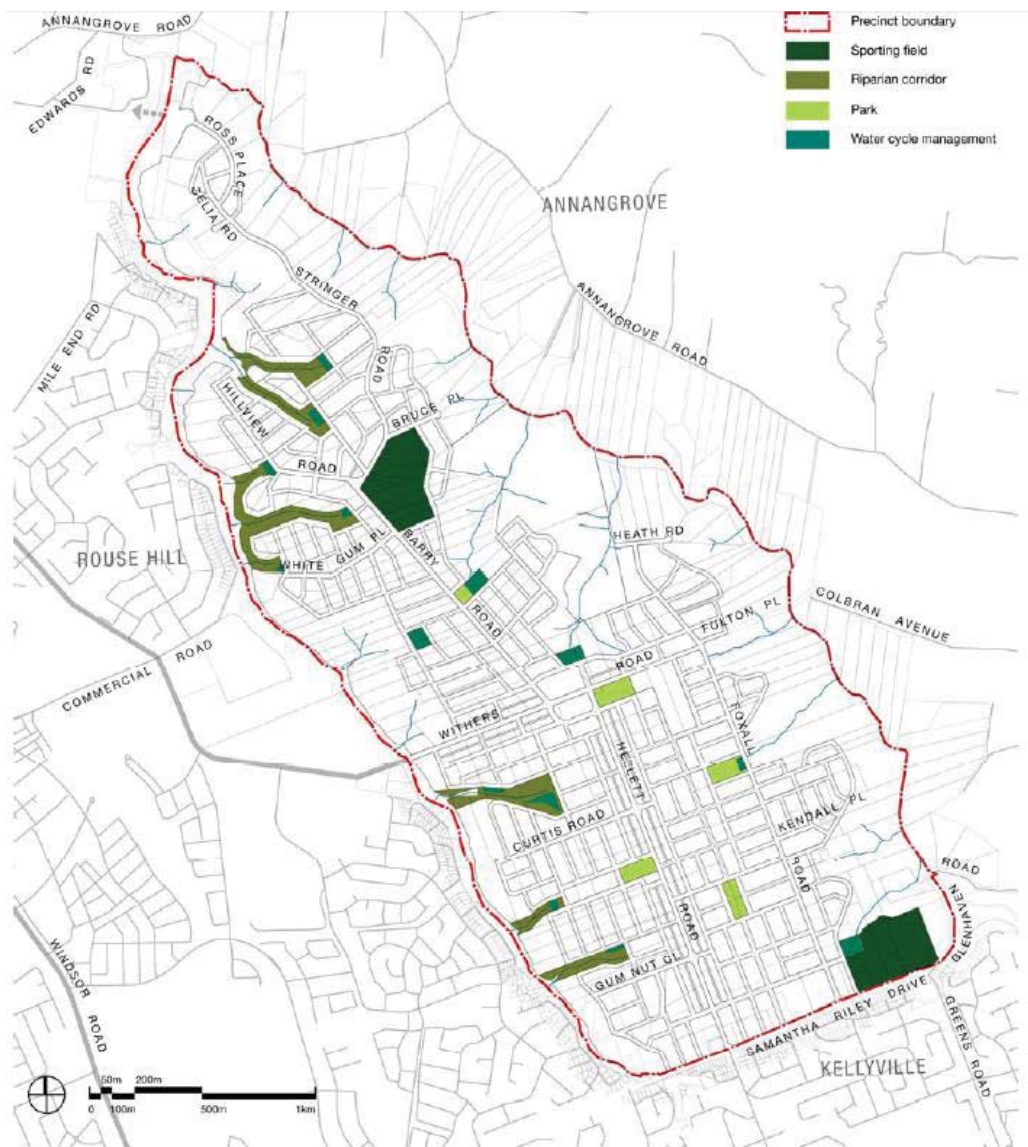 ANNANGROVE ROAD
Precinct boundary
Sporting field
Riparian corridor
Park
Water cycle management
EDWARDS RD
ROSS PLACE
CELIA RD
ANNANGROVE
STRINGER
ROAD
ANNANGROVE ROAD
MILE END RD
HILLVIEW
ROAD
BRUCE PL
ROUSE HILL
WHITE GUM PL
BARRY
ROAD
HEATH RD
FULTON PL
COLBRAN AVENUE
COMMERCIAL ROAD
WITHERS
ROAD
HEZLETT
ROAD
FOXALL
ROAD
CURTIS ROAD
KENDALL PL
ROAD
GLENHAVEN
WINDSOR ROAD
GUM NUT CL
SAMANTHA RILEY DRIVE
KELLYVILLE
GREENS ROAD
50m 200m
0 100m 500m 1km